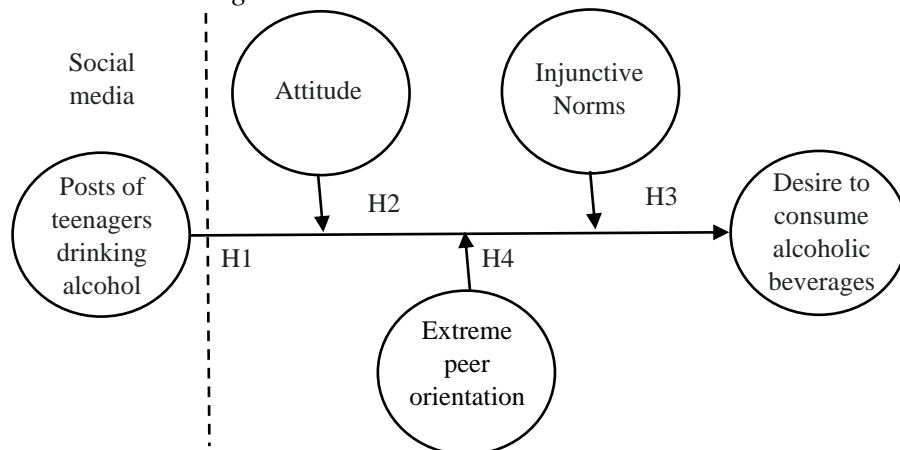 Social
media
Attitude
Injunctive
Norms
Posts of
teenagers
drinking
alcohol
H1
H2
H3
H4
Desire to
consume
alcoholic
beverages
Extreme
peer
orientation